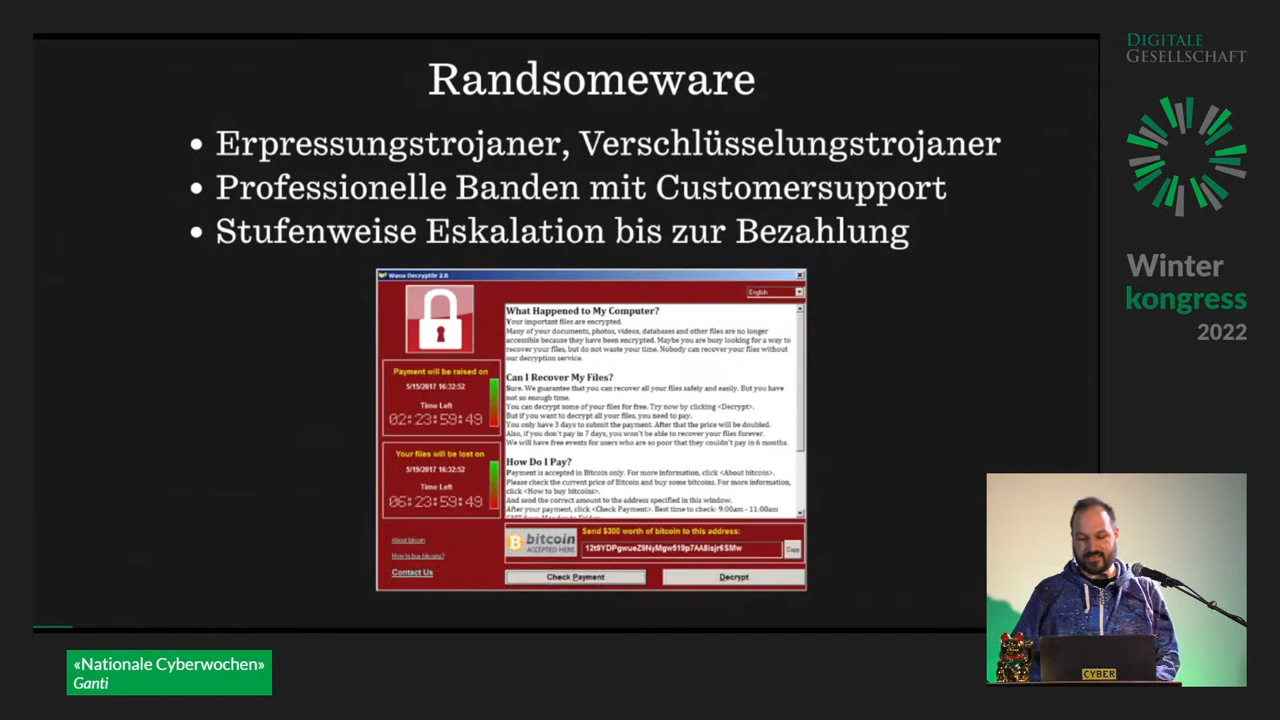 Randsomeware
• Erpressungstrojaner, Verschlüsselungstrojaner
• Professionelle Banden mit Customersupport
• Stufenweise Eskalation bis zur Bezahlung
Wana Decrypt0r 2.0
English
Payment will be raised on
5/15/2017 16:32:52
Time Left
02:23:59:49
Your files will be lost on
5/19/2017 16:32:52
Time Left
06:23:59:49
About bitcoin
How to buy bitcoins?
Contact Us
What Happened to My Computer?
Your important files are encrypted.
Many of your documents, photos, videos, databases and other files are no longer
accessible because they have been encrypted. Maybe you are busy looking for a way to
recover your files, but do not waste your time. Nobody can recover your files without
our decryption service.
Can I Recover My Files?
Sure. We guarantee that you can recover all your files safely and easily. But you have
not so enough time.
You can decrypt some of your files for free. Try now by clicking <Decrypt>.
But if you want to decrypt all your files, you need to pay.
You only have 3 days to submit the payment. After that the price will be doubled.
Also, if you don't pay in 7 days, you won't be able to recover your files forever.
We will have free events for users who are so poor that they couldn't pay in 6 months.
How Do I Pay?
Payment is accepted in Bitcoin only. For more information, click <About bitcoin>.
Please check the current price of Bitcoin and buy some bitcoins. For more information,
click <How to buy bitcoins>.
And send the correct amount to the address specified in this window.
After your payment, click <Check Payment>. Best time to check: 9:00am - 11:00am
GMT from Monday to Friday.
bitcoin
ACCEPTED HERE
Send $300 worth of bitcoin to this address:
12t9YDPgwueZ9NyMgw519p7AA8isjr6SMw
Copy
Check Payment
Decrypt
DIGITALE
GESELLSCHAFT
Winter
kongress
2022
CYBER
«Nationale Cyberwochen»
Ganti